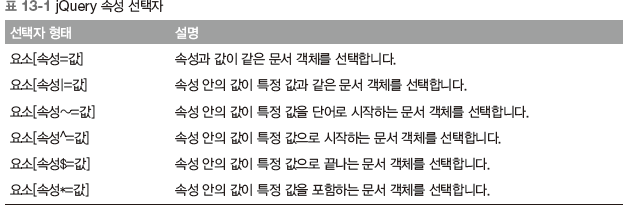 표 13-1 jQuery 속성 선택자
선택자 형태 설명
요소[속성=값] 속성과 값이 같은 문서 객체를 선택합니다.
요소[속성|=값] 속성 안의 값이 특정 값과 같은 문서 객체를 선택합니다.
요소[속성~=값] 속성 안의 값이 특정 값을 단어로 시작하는 문서 객체를 선택합니다.
요소[속성^=값] 속성 안의 값이 특정 값으로 시작하는 문서 객체를 선택합니다.
요소[속성$=값] 속성 안의 값이 특정 값으로 끝나는 문서 객체를 선택합니다.
요소[속성*=값] 속성 안의 값이 특정 값을 포함하는 문서 객체를 선택합니다.